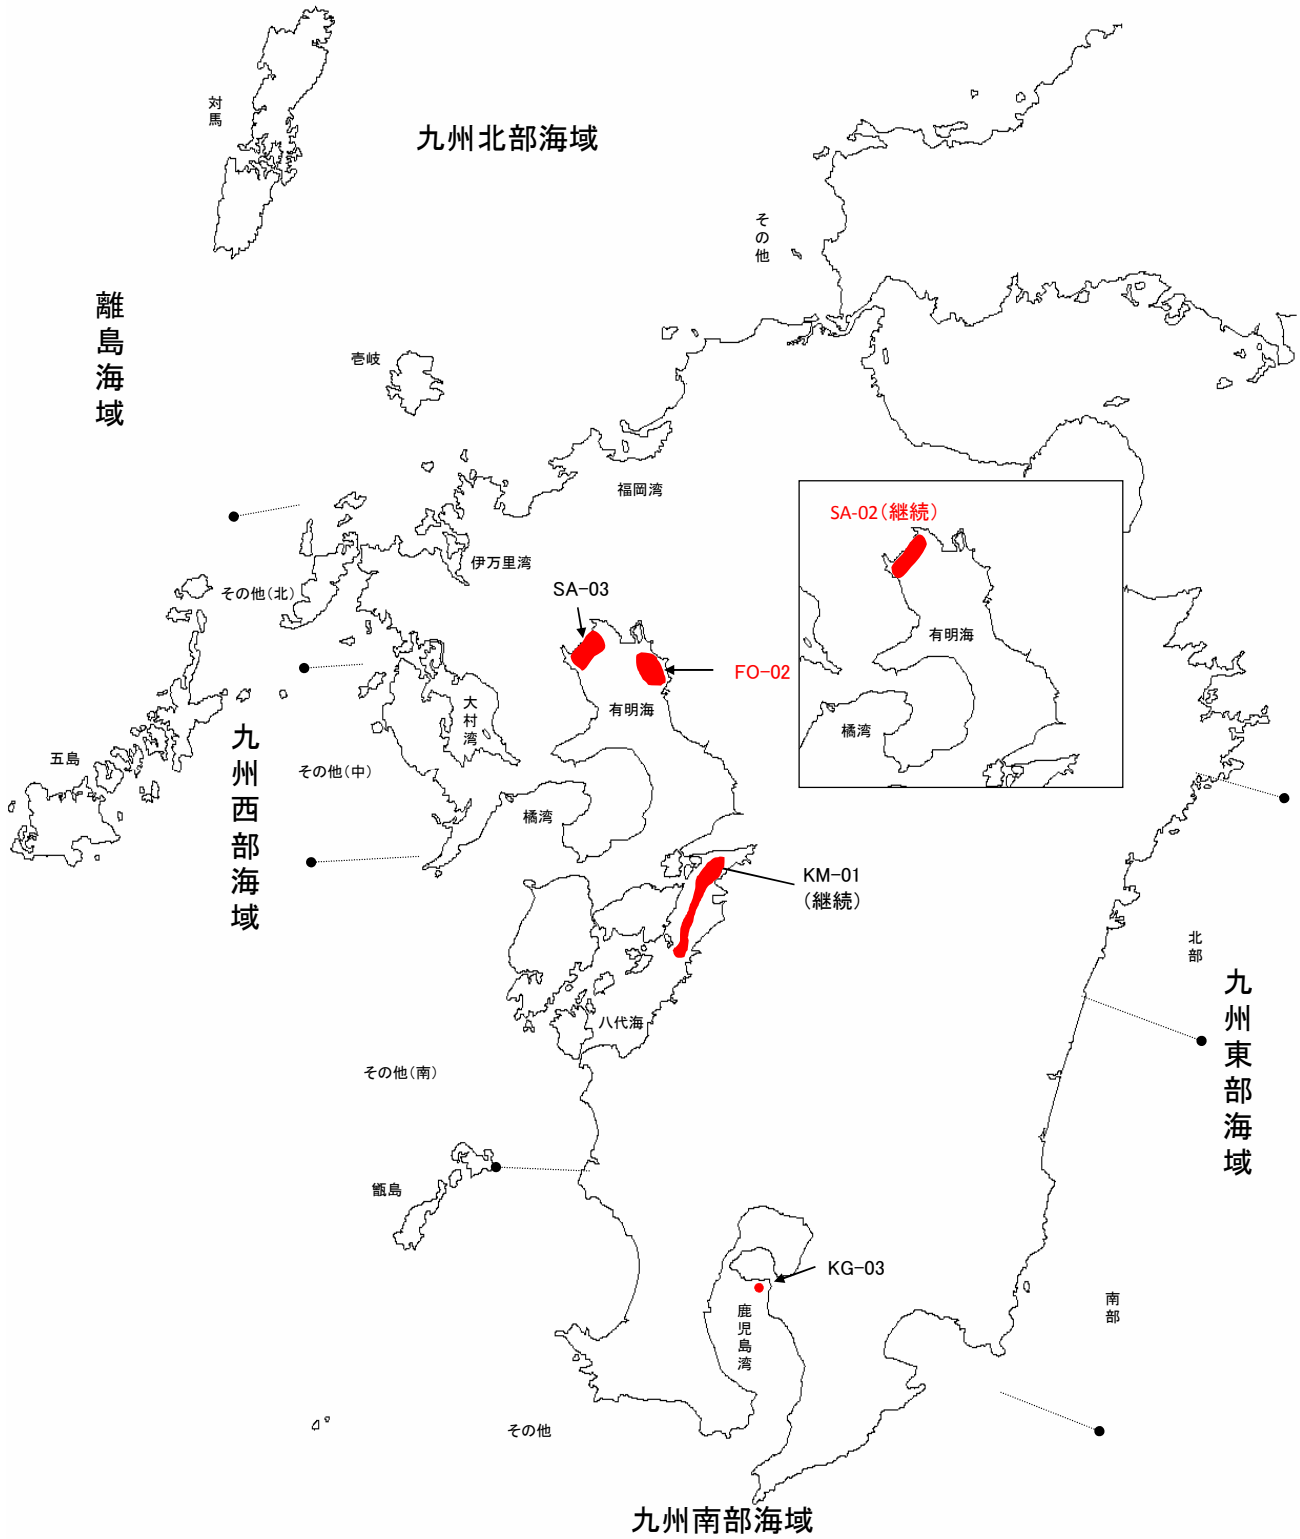 対馬
九州北部海域
その他
離島海域
壱岐
福岡湾
伊万里湾
その他(北)
SA-03
FO-02
有明海
大村湾
五島
九州西部海域
その他(中)
橘湾
SA-02(継続)
有明海
橘湾
KM-01
(継続)
北部
九州東部海域
八代海
その他(南)
甑島
KG-03
鹿児島湾
南部
その他
九州南部海域